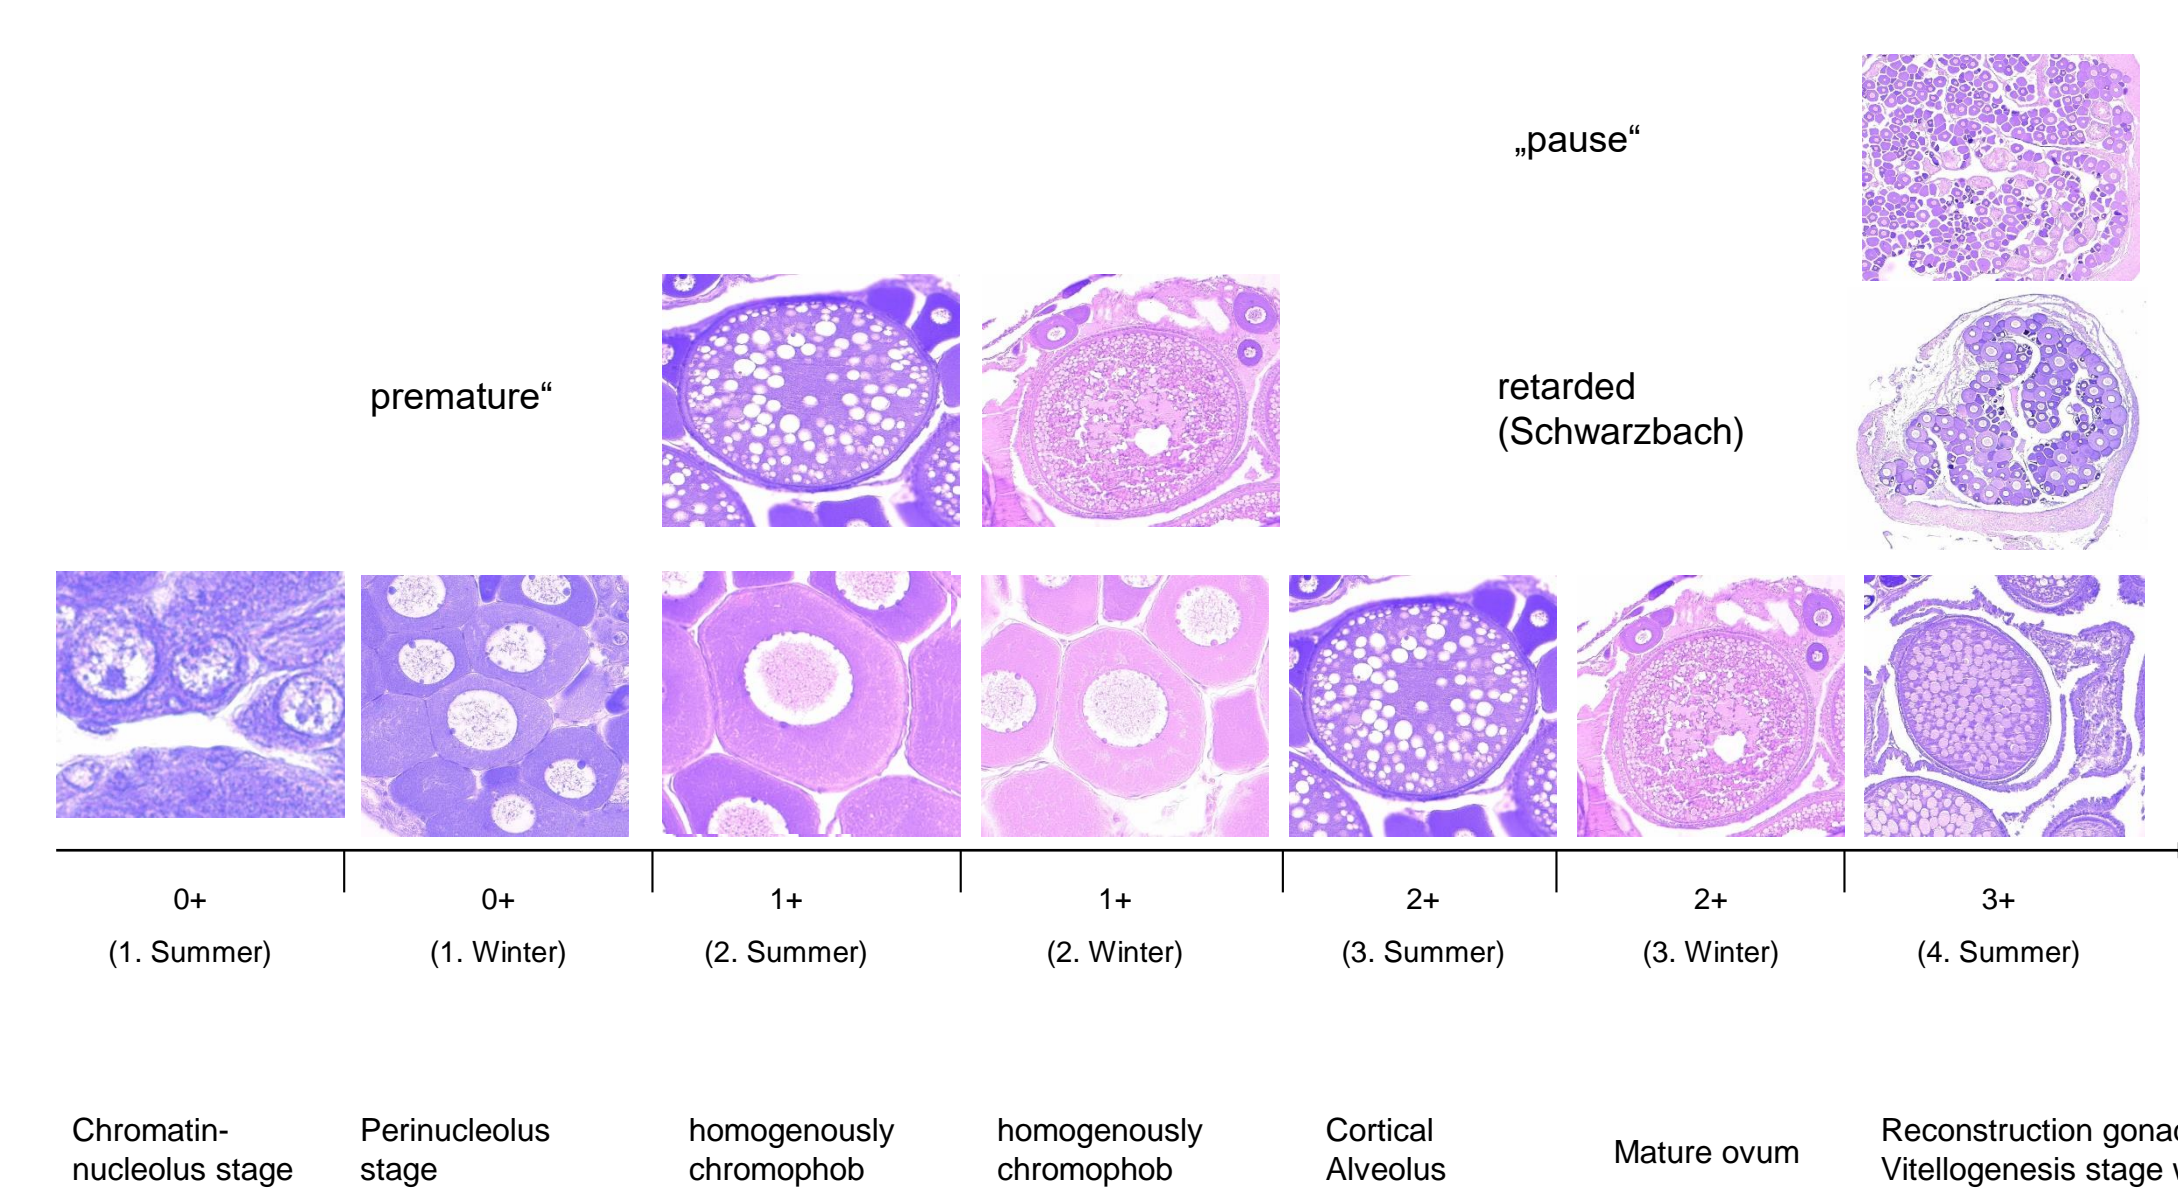 „pause“
premature“
retarded
(Schwarzbach)
0+ 0+ 1+ 1+ 2+ 2+ 3+
(1. Summer) (1. Winter) (2. Summer) (2. Winter) (3. Summer) (3. Winter) (4. Summer)
Chromatin-
nucleolus stage
Perinucleolus
stage
homogenously
chromophob
homogenously
chromophob
Cortical
Alveolus
Mature ovum
Reconstruction
Vitellogenesis stage